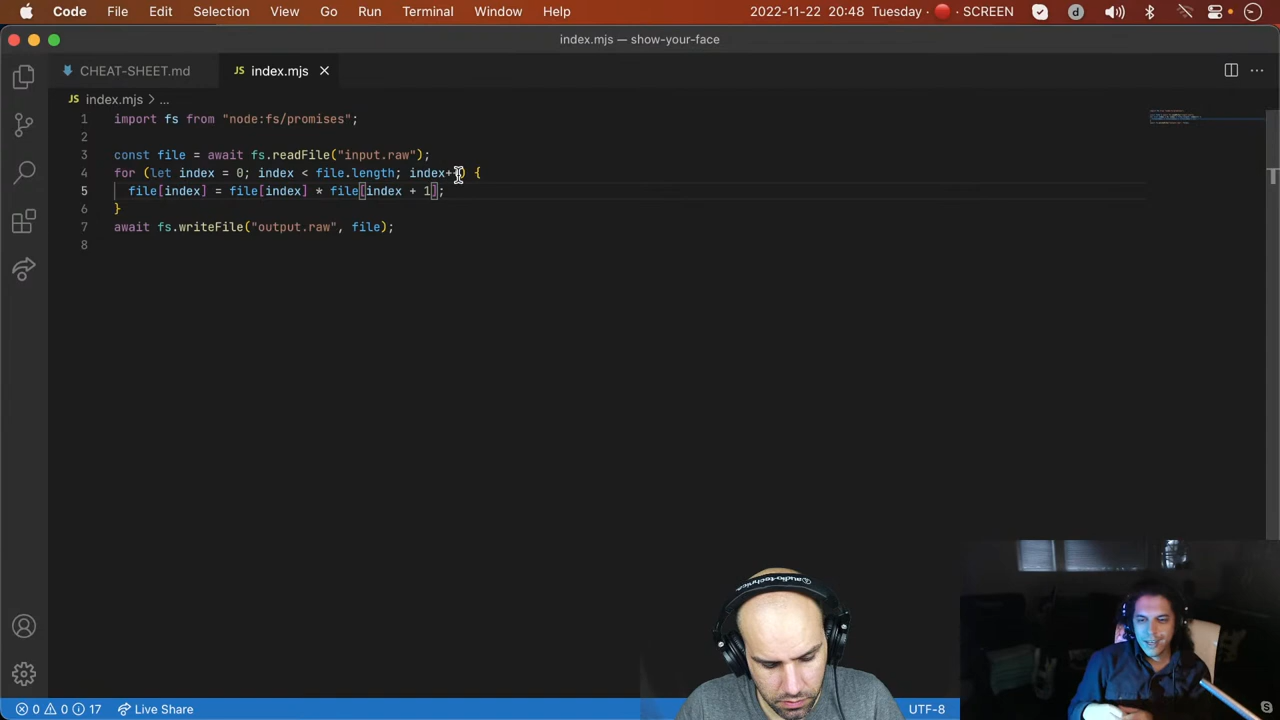 Code File Edit Selection View Go Run Terminal Window Help 2022-11-22 20:48 Tuesday SCREEN
index.mjs — show-your-face
CHEAT-SHEET.md JS index.mjs
JS index.mjs > ...
1 import fs from "node:fs/promises";
2
3 const file = await fs.readFile("input.raw");
4 for (let index = 0; index < file.length; index++) {
5 file[index] = file[index] * file[index + 1];
6 }
7 await fs.writeFile("output.raw", file);
8
audio-technica
0 0 17 Live Share UTF-8